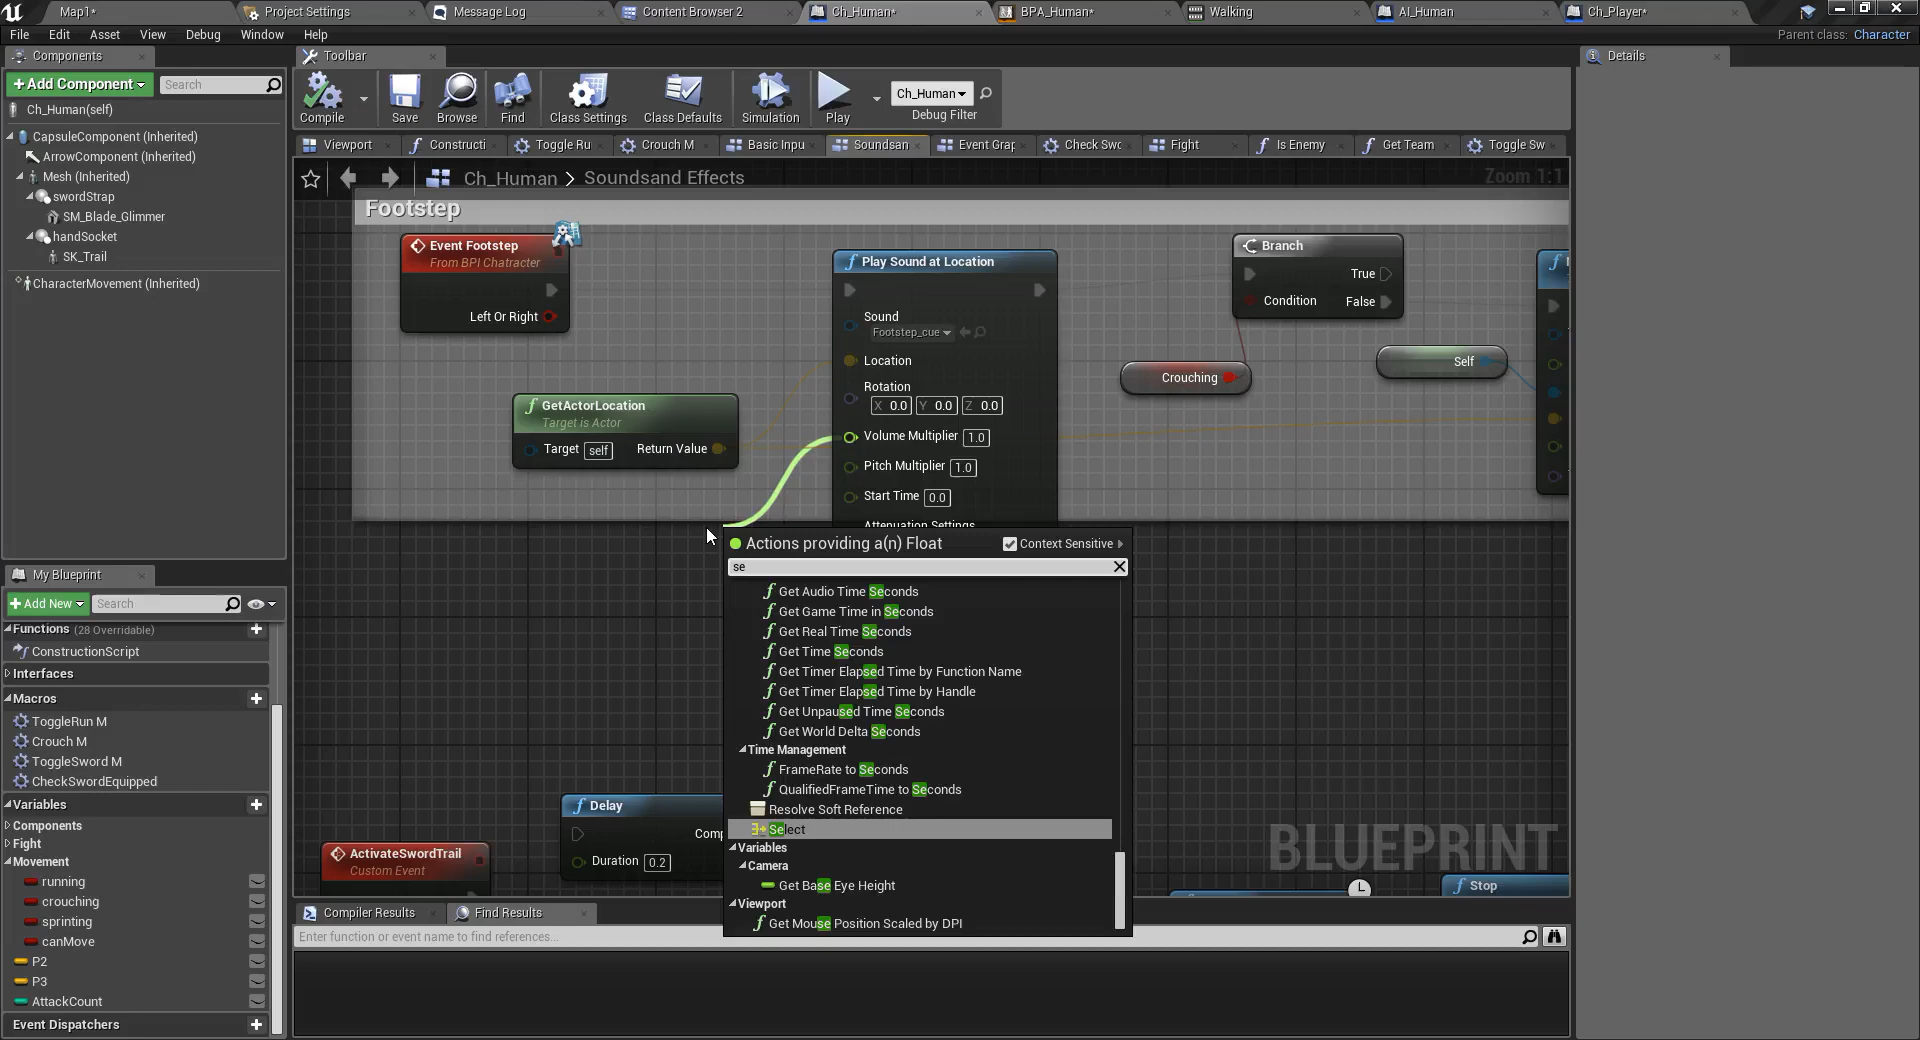 Map1*
Project Settings
Message Log
Content Browser 2
Ch_Human*
BPA_Human*
Walking
AI_Human
Ch_Player*
File
Edit
Asset
View
Debug
Window
Help
Parent class: Character
Components
Toolbar
Details
+Add Component
Search
Ch_Human(self)
CapsuleComponent (Inherited)
ArrowComponent (Inherited)
Mesh (Inherited)
swordStrap
SM_Blade_Glimmer
handSocket
SK_Trail
CharacterMovement (Inherited)
Compile
Save
Browse
Find
Class Settings
Class Defaults
Simulation
Play
Ch_Human
Debug Filter
Viewport
Constructi
Toggle Ru
Crouch M
Basic Inpu
Soundsan
Event Grap
Check Swo
Fight
Is Enemy
Get Team
Toggle Sw
Ch_Human > Soundsand Effects
Zoom 1:1
Footstep
Event Footstep
From BPI Chatracter
Left Or Right
GetActorLocation
Target is Actor
Target self
Return Value
Play Sound at Location
Sound
Footstep_cue
Location
Rotation
X 0.0 Y 0.0 Z 0.0
Volume Multiplier 1.0
Pitch Multiplier 1.0
Start Time 0.0
Attenuation Settings
Branch
True
Condition
False
Crouching
Self
Actions providing a(n) Float
Context Sensitive
se
Get Audio Time Seconds
Get Game Time in Seconds
Get Real Time Seconds
Get Time Seconds
Get Timer Elapsed Time by Function Name
Get Timer Elapsed Time by Handle
Get Unpaused Time Seconds
Get World Delta Seconds
Time Management
FrameRate to Seconds
QualifiedFrameTime to Seconds
Resolve Soft Reference
Select
Variables
Camera
Get Base Eye Height
Viewport
Get Mouse Position Scaled by DPI
Delay
Comp
Duration 0.2
ActivateSwordTrail
Custom Event
Stop
BLUEPRINT
My Blueprint
+Add New
Search
Functions (28 Overridable)
ConstructionScript
Interfaces
Macros
ToggleRun M
Crouch M
ToggleSword M
CheckSwordEquipped
Variables
Components
Fight
Movement
running
crouching
sprinting
canMove
P2
P3
AttackCount
Event Dispatchers
Compiler Results
Find Results
Enter function or event name to find references...